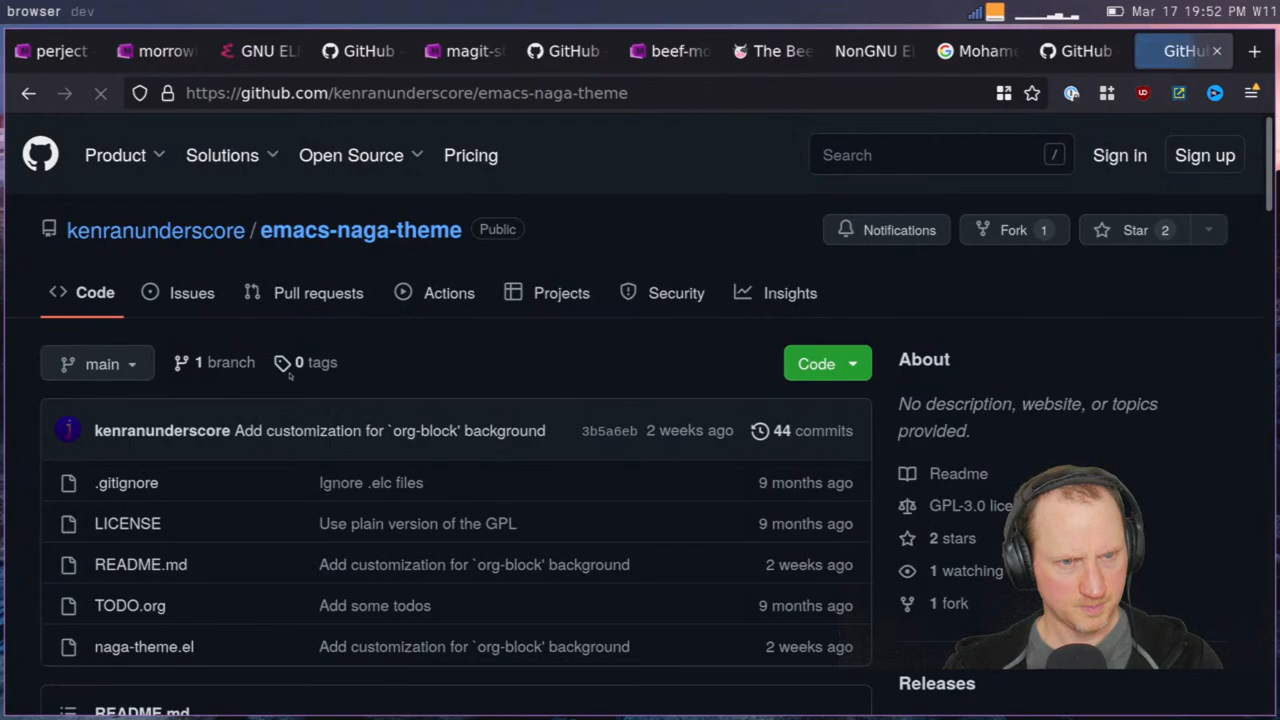 browser dev
Mar 17 19:52 W11
perject
morrow
GNU EL
GitHub
magit-s
GitHub
beef-mo
The Bee
NonGNU E
Moham
GitHub
GitHu
https://github.com/kenranunderscore/emacs-naga-theme
Product
Solutions
Open Source
Pricing
Search
/
Sign in
Sign up
kenranunderscore / emacs-naga-theme
Public
Notifications
Fork 1
Star 2
Code
Issues
Pull requests
Actions
Projects
Security
Insights
main
1 branch
0 tags
Code
About
No description, website, or topics
provided.
kenranunderscore Add customization for `org-block' background
3b5a6eb 2 weeks ago
44 commits
.gitignore Ignore .elc files 9 months ago
LICENSE Use plain version of the GPL 9 months ago
README.md Add customization for `org-block' background 2 weeks ago
TODO.org Add some todos 9 months ago
naga-theme.el Add customization for `org-block' background 2 weeks ago
Readme
GPL-3.0 lice
2 stars
1 watching
1 fork
Releases
README.md